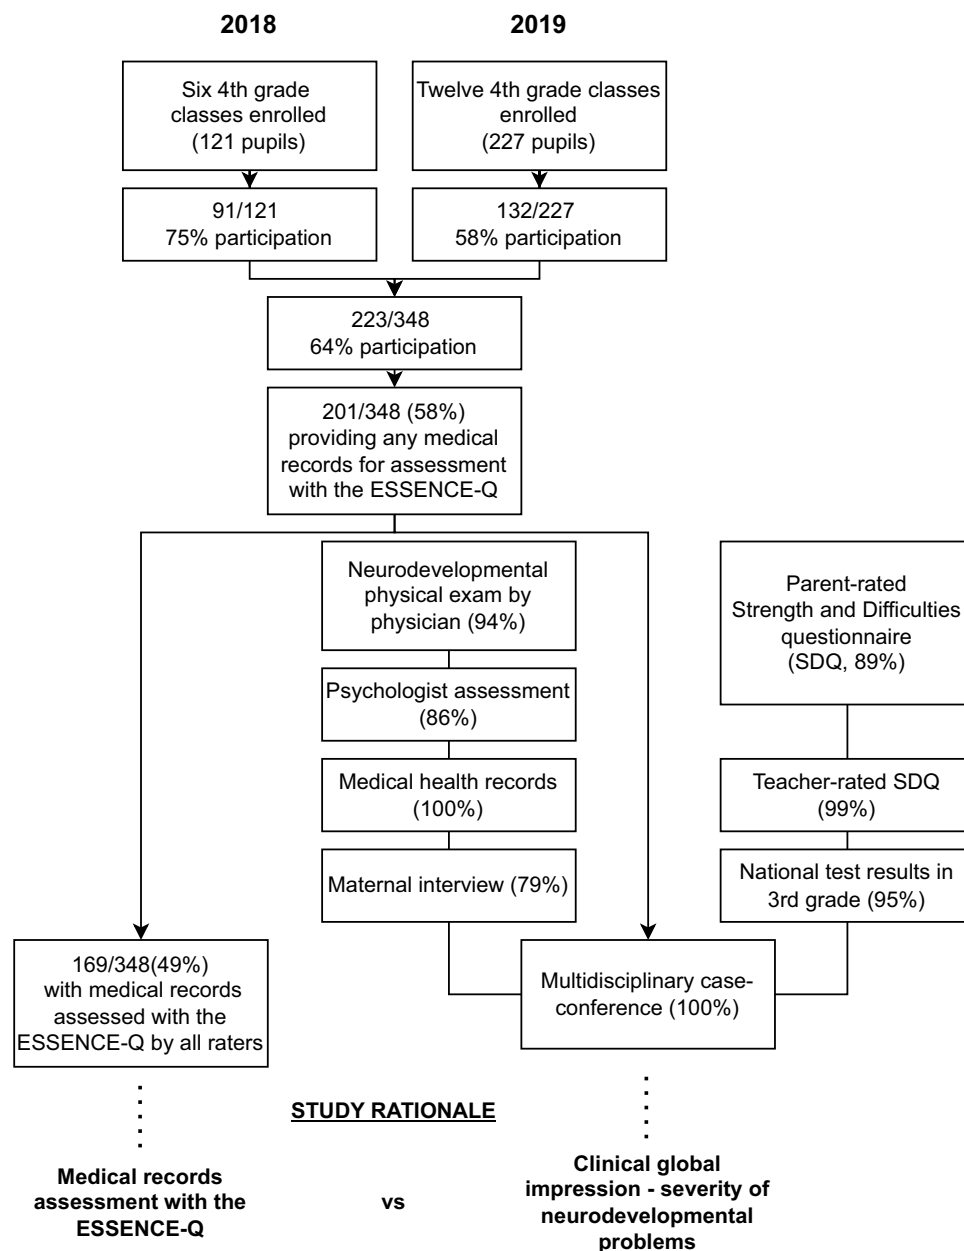 2018
2019
Six 4th grade
classes enrolled
(121 pupils)
Twelve 4th grade classes
enrolled
(227 pupils)
91/121
75% participation
132/227
58% participation
223/348
64% participation
201/348 (58%)
providing any medical
records for assessment
with the ESSENCE-Q
Neurodevelopmental
physical exam by
physician (94%)
Parent-rated
Strength and Difficulties
questionnaire
(SDQ, 89%)
Psychologist assessment
(86%)
Medical health records
(100%)
Teacher-rated SDQ
(99%)
Maternal interview (79%)
National test results in
3rd grade (95%)
169/348(49%)
with medical records
assessed with the
ESSENCE-Q by all raters
Multidisciplinary case-
conference (100%)
STUDY RATIONALE
Medical records
assessment with the
ESSENCE-Q
vs
Clinical global
impression - severity of
neurodevelopmental
problems